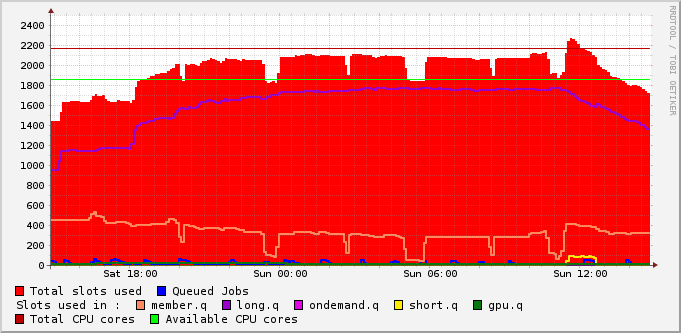 2400
2200
2000
1800
1600
1400
1200
1000
800
600
400
200
0
Sat 18:00 Sun 00:00 Sun 06:00 Sun 12:00
RRDTOOL / TOBI OETIKER
Total slots used Queued Jobs
Slots used in : member.q long.q ondemand.q short.q gpu.q
Total CPU cores Available CPU cores